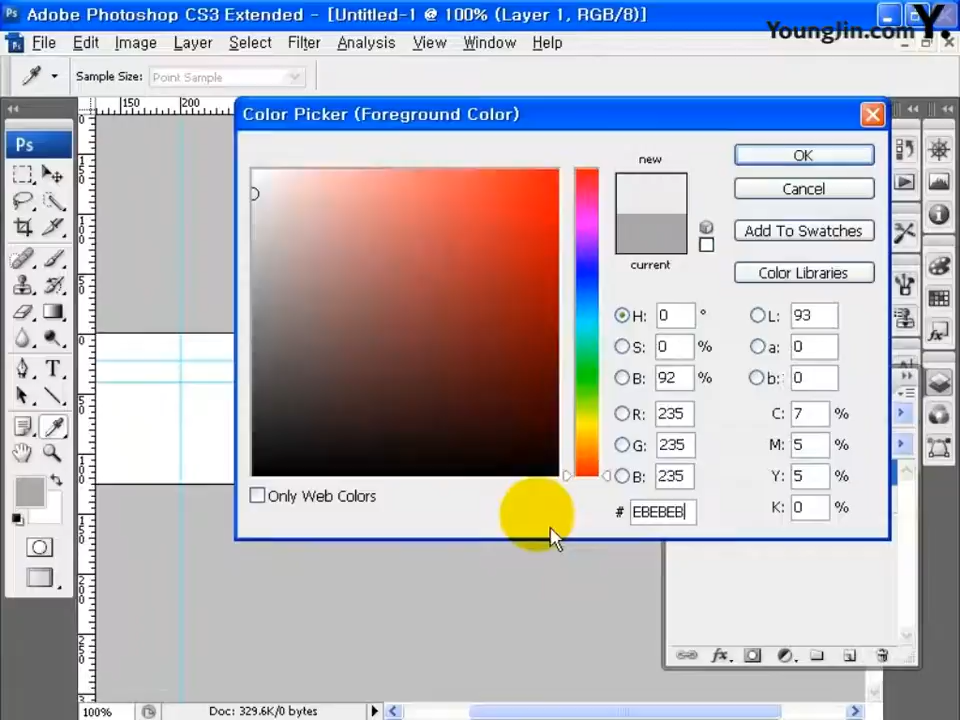 Adobe Photoshop CS3 Extended - [Untitled-1 @ 100% (Layer 1, RGB/8)]
YoungJin.com Y.
File Edit Image Layer Select Filter Analysis View Window Help
Sample Size: Point Sample
150 200
Color Picker (Foreground Color)
Ps
new
current
OK
Cancel
Add To Swatches
Color Libraries
H: 0 °
S: 0 %
B: 92 %
R: 235
G: 235
B: 235
# EBEBEB
L: 93
a: 0
b: 0
C: 7 %
M: 5 %
Y: 5 %
K: 0 %
Only Web Colors
100% Doc: 329.6K/0 bytes